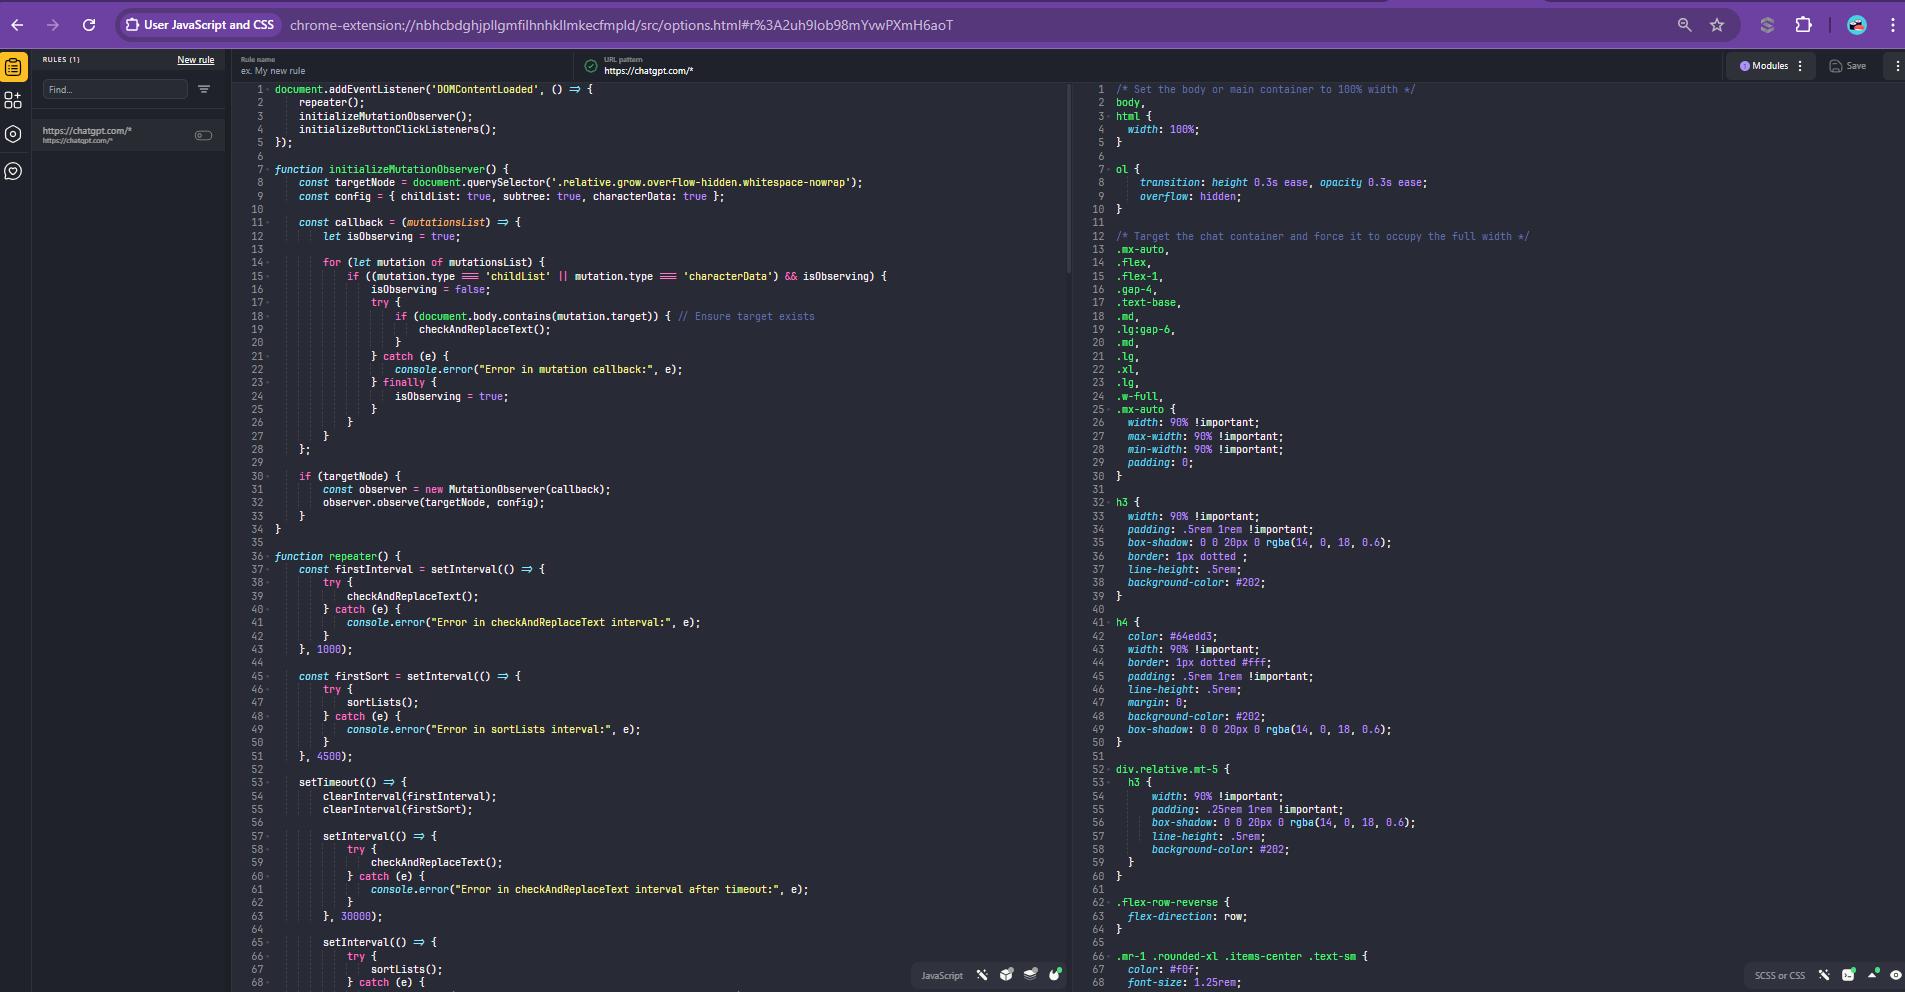 User JavaScript and CSS
chrome-extension://nbhcbdghjpllgmfilhnhkllmkecfmpld/src/options.html#r%3A2uh9lob98mYvwPXmH6aoT
RULES (1)
New rule
Find...
https://chatgpt.com/*
https://chatgpt.com/*
Rule name
ex. My new rule
URL pattern
https://chatgpt.com/*
1 Modules
Save
1 document.addEventListener('DOMContentLoaded', () => {
2 repeater();
3 initializeMutationObserver();
4 initializeButtonClickListeners();
5 });
6
7 function initializeMutationObserver() {
8 const targetNode = document.querySelector('.relative.grow.overflow-hidden.whitespace-nowrap');
9 const config = { childList: true, subtree: true, characterData: true };
10
11 const callback = (mutationsList) => {
12 let isObserving = true;
13
14 for (let mutation of mutationsList) {
15 if ((mutation.type === 'childList' || mutation.type === 'characterData') && isObserving) {
16 isObserving = false;
17 try {
18 if (document.body.contains(mutation.target)) { // Ensure target exists
19 checkAndReplaceText();
20 }
21 } catch (e) {
22 console.error("Error in mutation callback:", e);
23 } finally {
24 isObserving = true;
25 }
26 }
27 }
28 };
29
30 if (targetNode) {
31 const observer = new MutationObserver(callback);
32 observer.observe(targetNode, config);
33 }
34 }
35
36 function repeater() {
37 const firstInterval = setInterval(() => {
38 try {
39 checkAndReplaceText();
40 } catch (e) {
41 console.error("Error in checkAndReplaceText interval:", e);
42 }
43 }, 1000);
44
45 const firstSort = setInterval(() => {
46 try {
47 sortLists();
48 } catch (e) {
49 console.error("Error in sortLists interval:", e);
50 }
51 }, 4500);
52
53 setTimeout(() => {
54 clearInterval(firstInterval);
55 clearInterval(firstSort);
56
57 setInterval(() => {
58 try {
59 checkAndReplaceText();
60 } catch (e) {
61 console.error("Error in checkAndReplaceText interval after timeout:", e);
62 }
63 }, 30000);
64
65 setInterval(() => {
66 try {
67 sortLists();
68 } catch (e) {
JavaScript
1 /* Set the body or main container to 100% width */
2 body,
3 html {
4 width: 100%;
5 }
6
7 ol {
8 transition: height 0.3s ease, opacity 0.3s ease;
9 overflow: hidden;
10 }
11
12 /* Target the chat container and force it to occupy the full width */
13 .mx-auto,
14 .flex,
15 .flex-1,
16 .gap-4,
17 .text-base,
18 .md,
19 .lg:gap-6,
20 .md,
21 .lg,
22 .xl,
23 .lg,
24 .w-full,
25 .mx-auto {
26 width: 90% !important;
27 max-width: 90% !important;
28 min-width: 90% !important;
29 padding: 0;
30 }
31
32 h3 {
33 width: 90% !important;
34 padding: .5rem 1rem !important;
35 box-shadow: 0 0 20px 0 rgba(14, 0, 18, 0.6);
36 border: 1px dotted ;
37 line-height: .5rem;
38 background-color: #202;
39 }
40
41 h4 {
42 color: #64edd3;
43 width: 90% !important;
44 border: 1px dotted #fff;
45 padding: .5rem 1rem !important;
46 line-height: .5rem;
47 margin: 0;
48 background-color: #202;
49 box-shadow: 0 0 20px 0 rgba(14, 0, 18, 0.6);
50 }
51
52 div.relative.mt-5 {
53 h3 {
54 width: 90% !important;
55 padding: .25rem 1rem !important;
56 box-shadow: 0 0 20px 0 rgba(14, 0, 18, 0.6);
57 line-height: .5rem;
58 background-color: #202;
59 }
60 }
61
62 .flex-row-reverse {
63 flex-direction: row;
64 }
65
66 .mr-1 .rounded-xl .items-center .text-sm {
67 color: #f0f;
68 font-size: 1.25rem;
SCSS or CSS